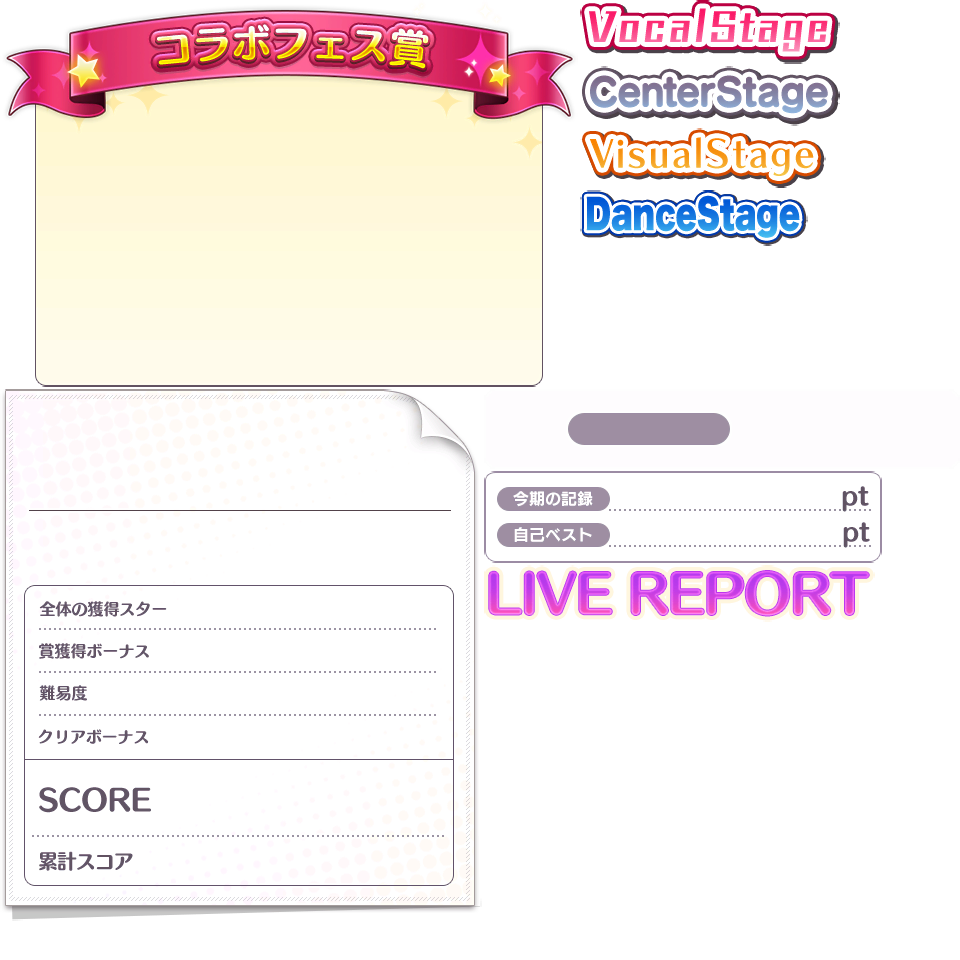 コラボフェス賞
VocalStage
CenterStage
VisualStage
DanceStage
今期の記録 pt
自己ベスト pt
LIVE REPORT
全体の獲得スター
賞獲得ボーナス
難易度
クリアボーナス
SCORE
累計スコア